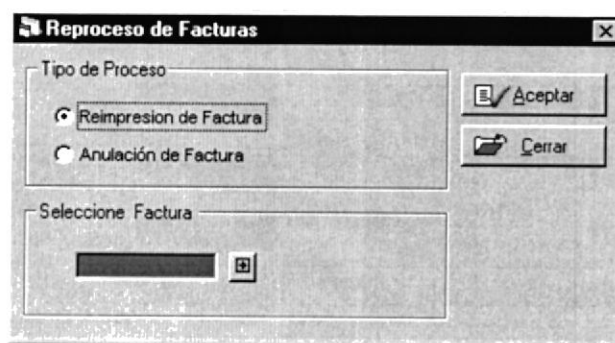 Reproceso de Facturas
Tipo de Proceso
Reimpresion de Factura
Anulación de Factura
Aceptar
Cerrar
Seleccione Factura